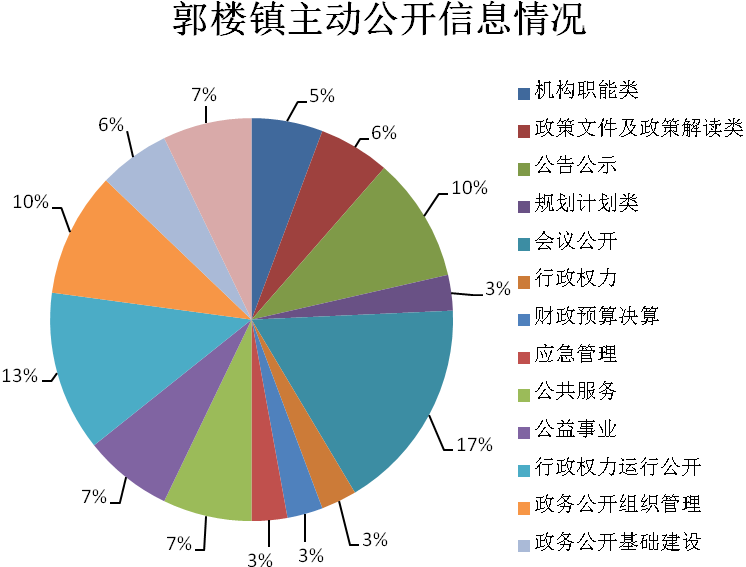 郭楼镇主动公开信息情况
5%
6%
10%
3%
17%
3%
3%
3%
7%
7%
13%
10%
6%
7%
机构职能类
政策文件及政策解读类
公告公示
规划计划类
会议公开
行政权力
财政预算决算
应急管理
公共服务
公益事业
行政权力运行公开
政务公开组织管理
政务公开基础建设